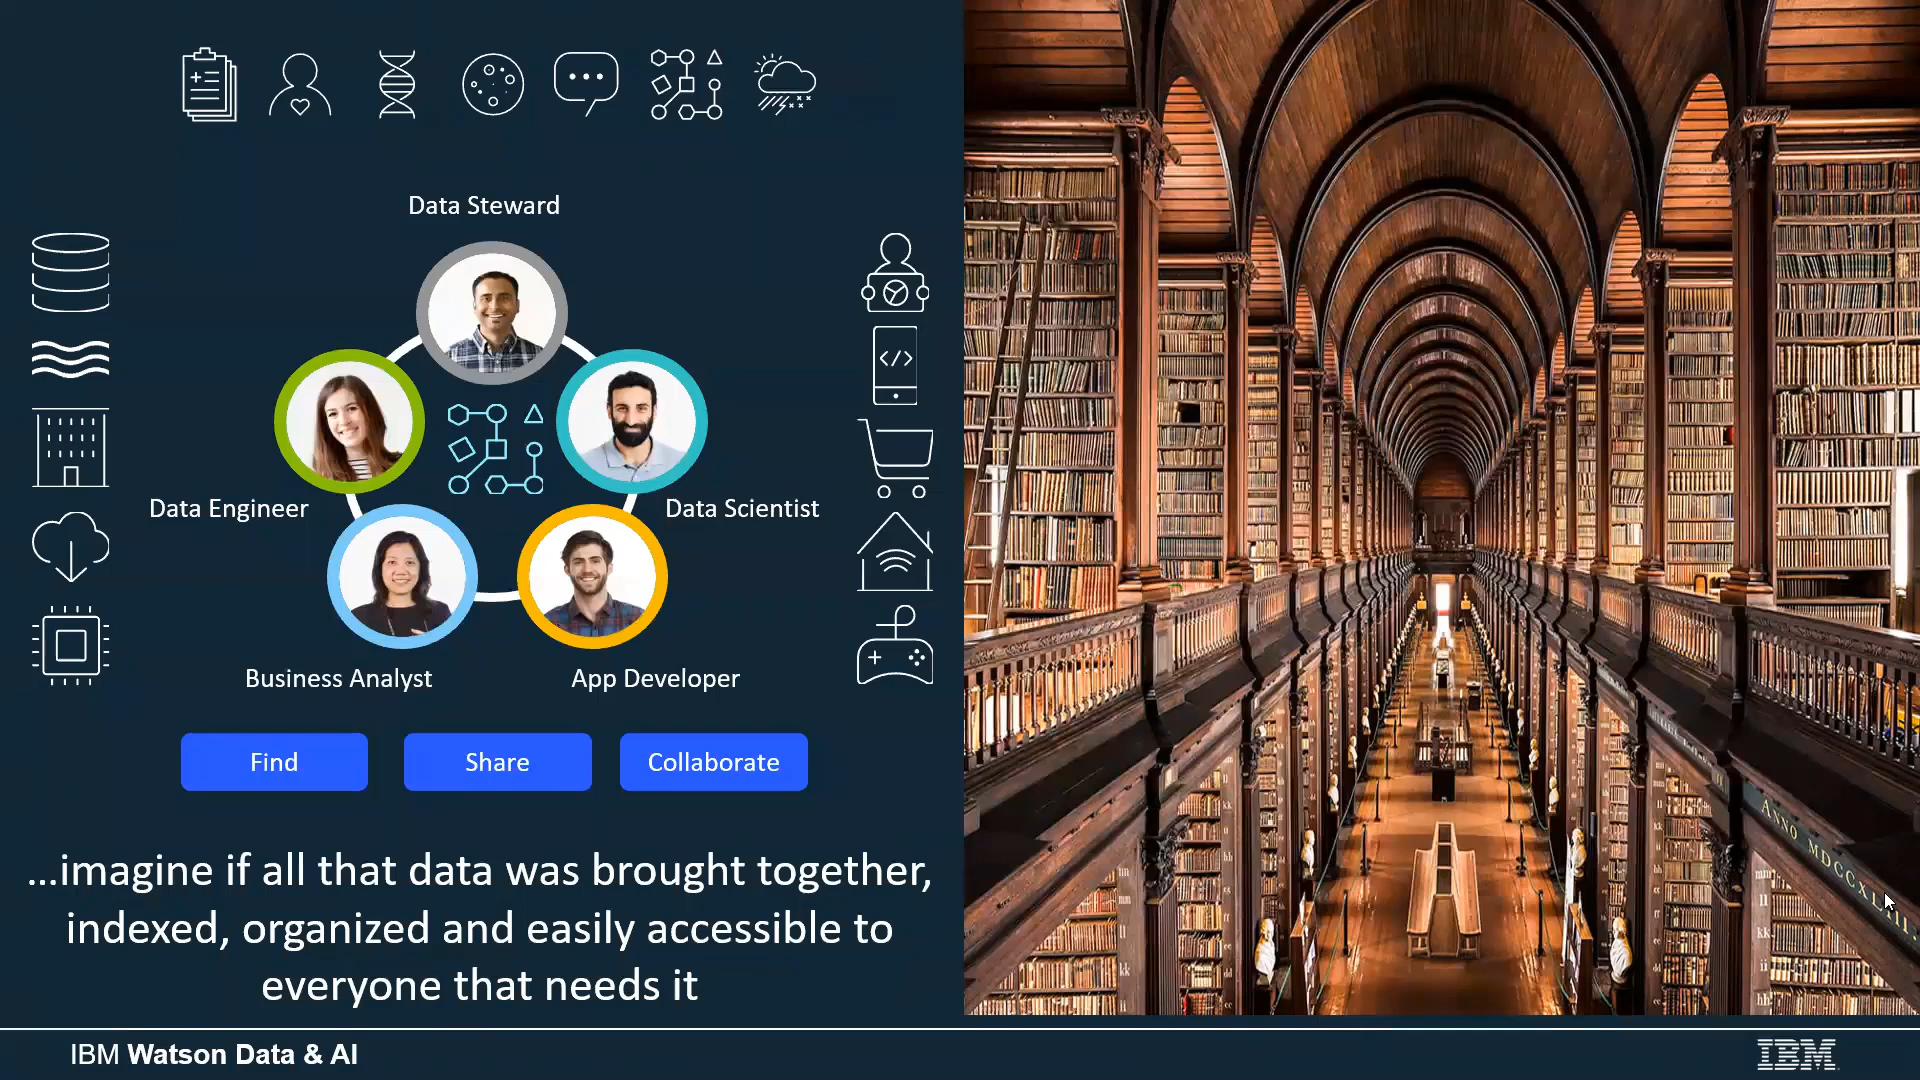 Data Steward
Data Engineer
Data Scientist
Business Analyst
App Developer
Find
Share
Collaborate
...imagine if all that data was brought together,
indexed, organized and easily accessible to
everyone that needs it
ANNO
IBM Watson Data & AI
IBM